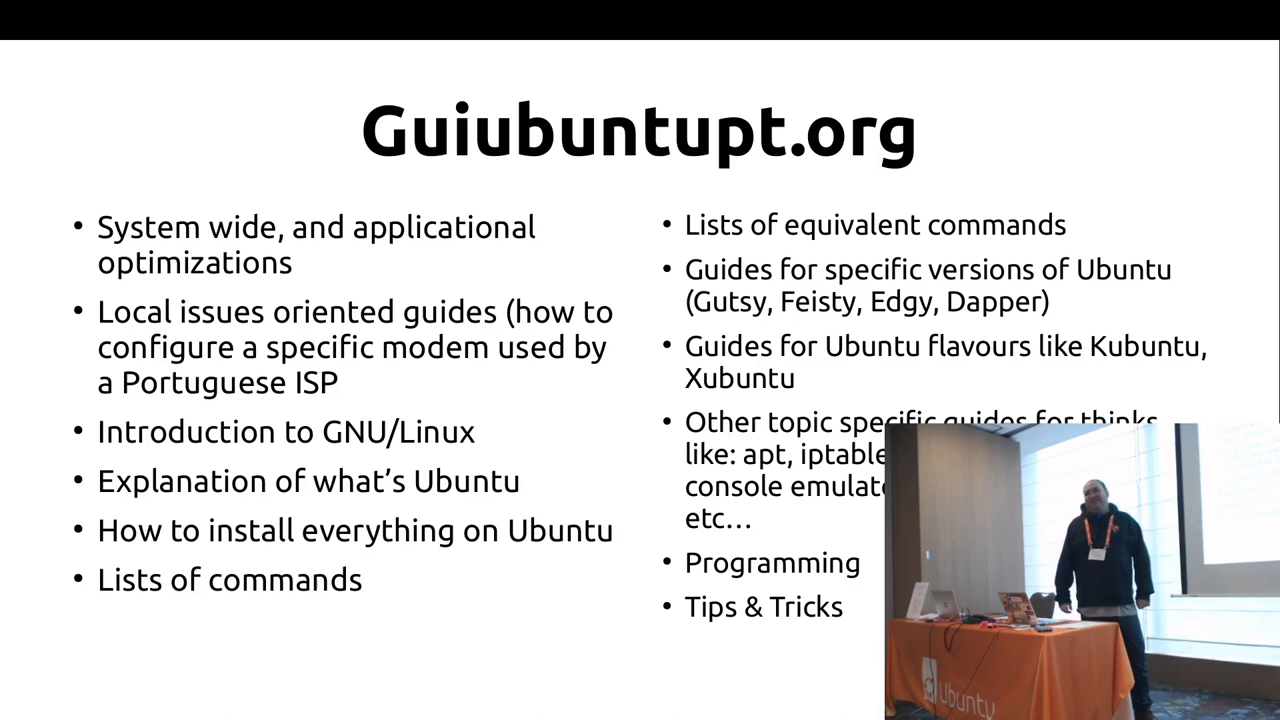 Guiubuntupt.org
• System wide, and applicational
optimizations
• Local issues oriented guides (how to
configure a specific modem used by
a Portuguese ISP
• Introduction to GNU/Linux
• Explanation of what’s Ubuntu
• How to install everything on Ubuntu
• Lists of commands
• Lists of equivalent commands
• Guides for specific versions of Ubuntu
(Gutsy, Feisty, Edgy, Dapper)
• Guides for Ubuntu flavours like Kubuntu,
Xubuntu
• Other topic specific guides for thinks
like: apt,
console
etc…
• Programming
• Tips & Tricks
Ubuntu